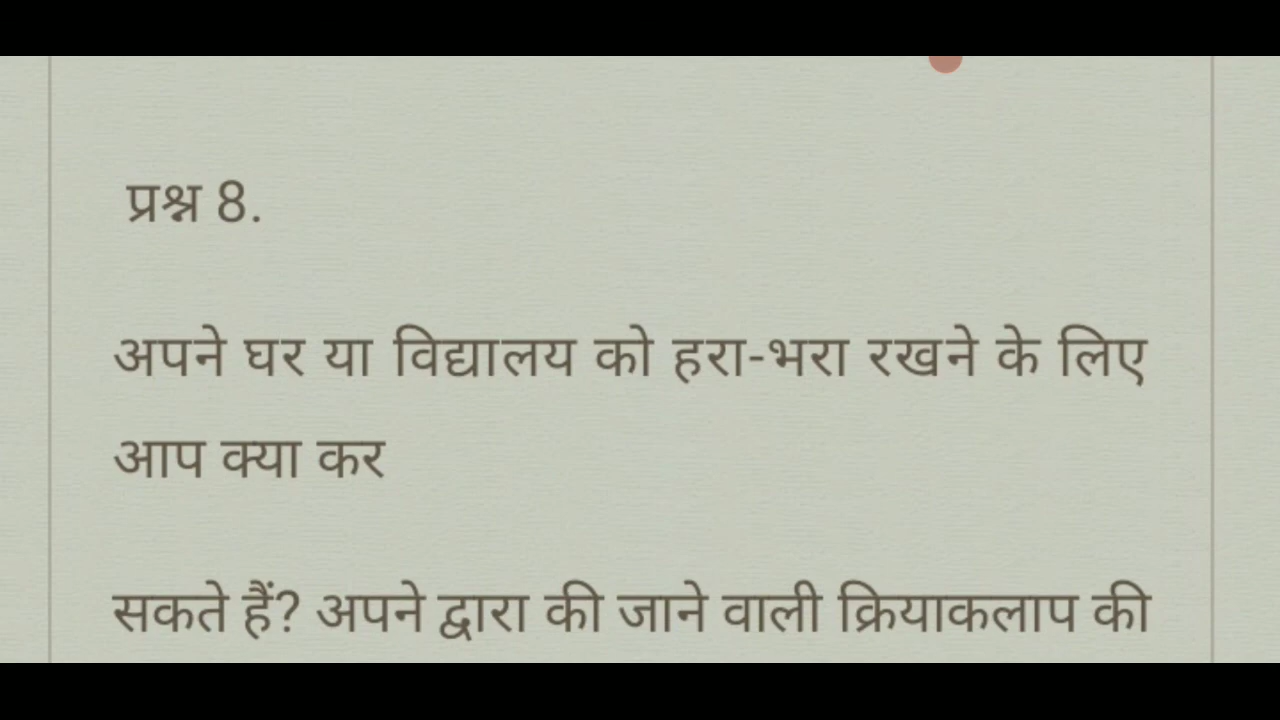 प्रश्न 8.
अपने घर या विद्यालय को हरा-भरा रखने के लिए
आप क्या कर
सकते हैं? अपने द्वारा की जाने वाली क्रियाकलाप की